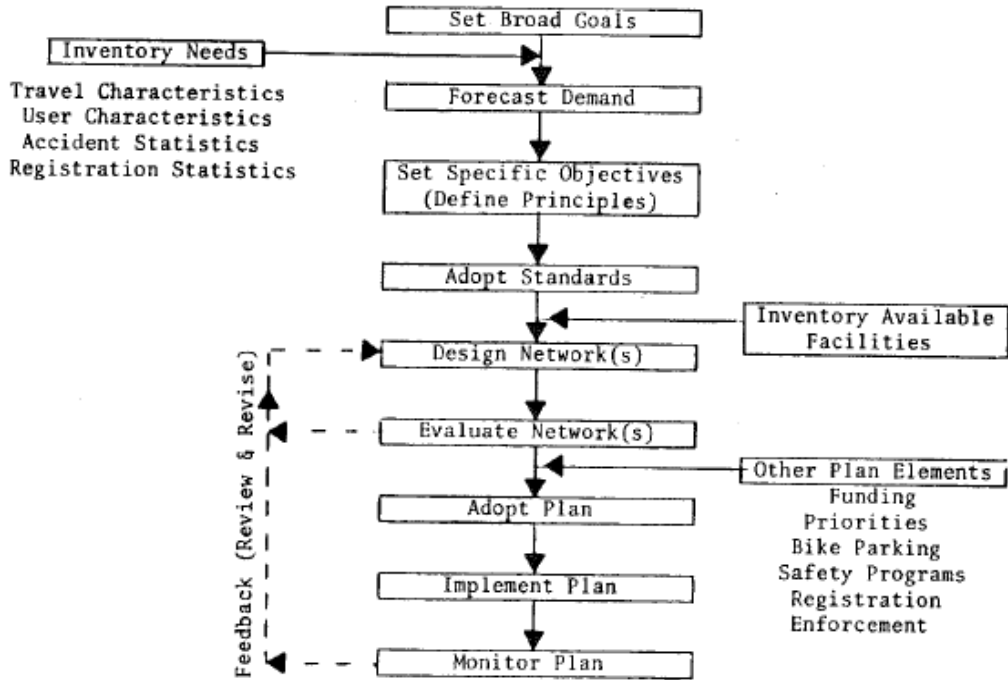 Set Broad Goals
Inventory Needs
Travel Characteristics
User Characteristics
Accident Statistics
Registration Statistics
Forecast Demand
Set Specific Objectives
(Define Principles)
Adopt Standards
Inventory Available
Facilities
Design Network(s)
Evaluate Network(s)
Other Plan Elements
Funding
Priorities
Bike Parking
Safety Programs
Registration
Enforcement
Adopt Plan
Implement Plan
Monitor Plan
Feedback (Review & Revise)